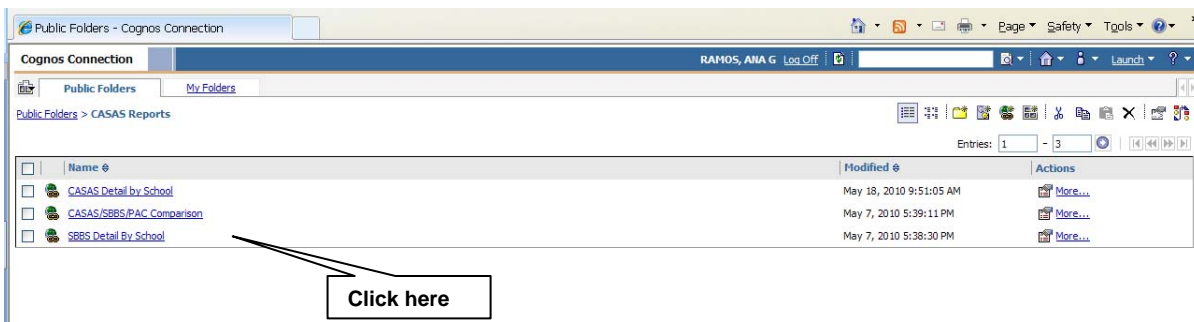 Public Folders - Cognos Connection
Page Safety Tools
Cognos Connection RAMOS, ANA G Log Off Launch ?
Public Folders My Folders
Public Folders > CASAS Reports
Entries: 1 - 3
Name Modified Actions
CASAS Detail by School May 18, 2010 9:51:05 AM More...
CASAS/SBBS/PAC Comparison May 7, 2010 5:39:11 PM More...
SBBS Detail By School May 7, 2010 5:38:30 PM More...
Click here